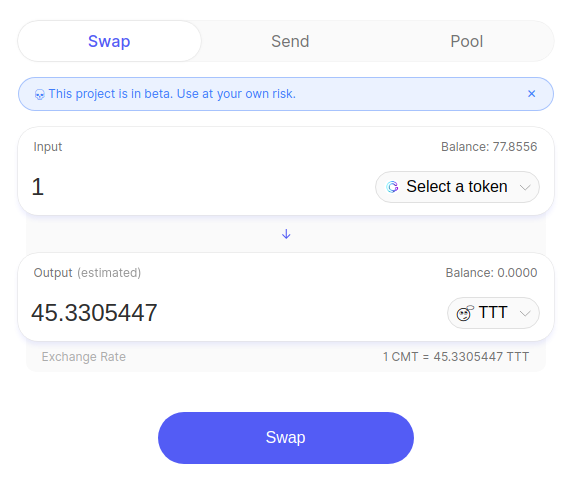 Swap Send Pool
💀 This project is in beta. Use at your own risk. ×
Input Balance: 77.8556
1 Select a token
↓
Output (estimated) Balance: 0.0000
45.3305447 TTT
Exchange Rate 1 CMT = 45.3305447 TTT
Swap